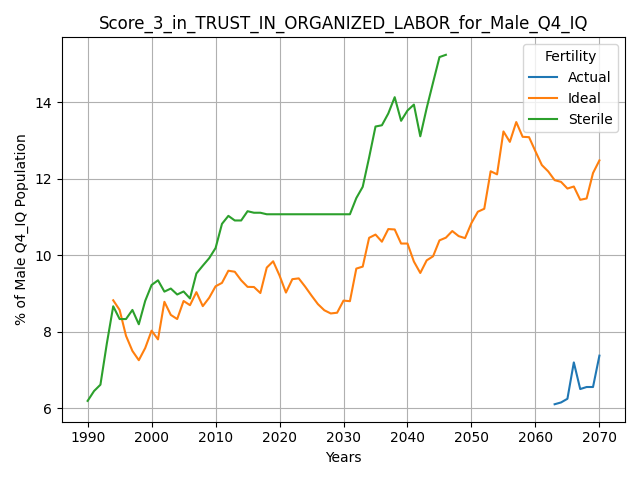 Score_3_in_TRUST_IN_ORGANIZED_LABOR_for_Male_Q4_IQ
Fertility
Actual
Ideal
Sterile
% of Male Q4_IQ Population
14
12
10
8
6
1990 2000 2010 2020 2030 2040 2050 2060 2070
Years